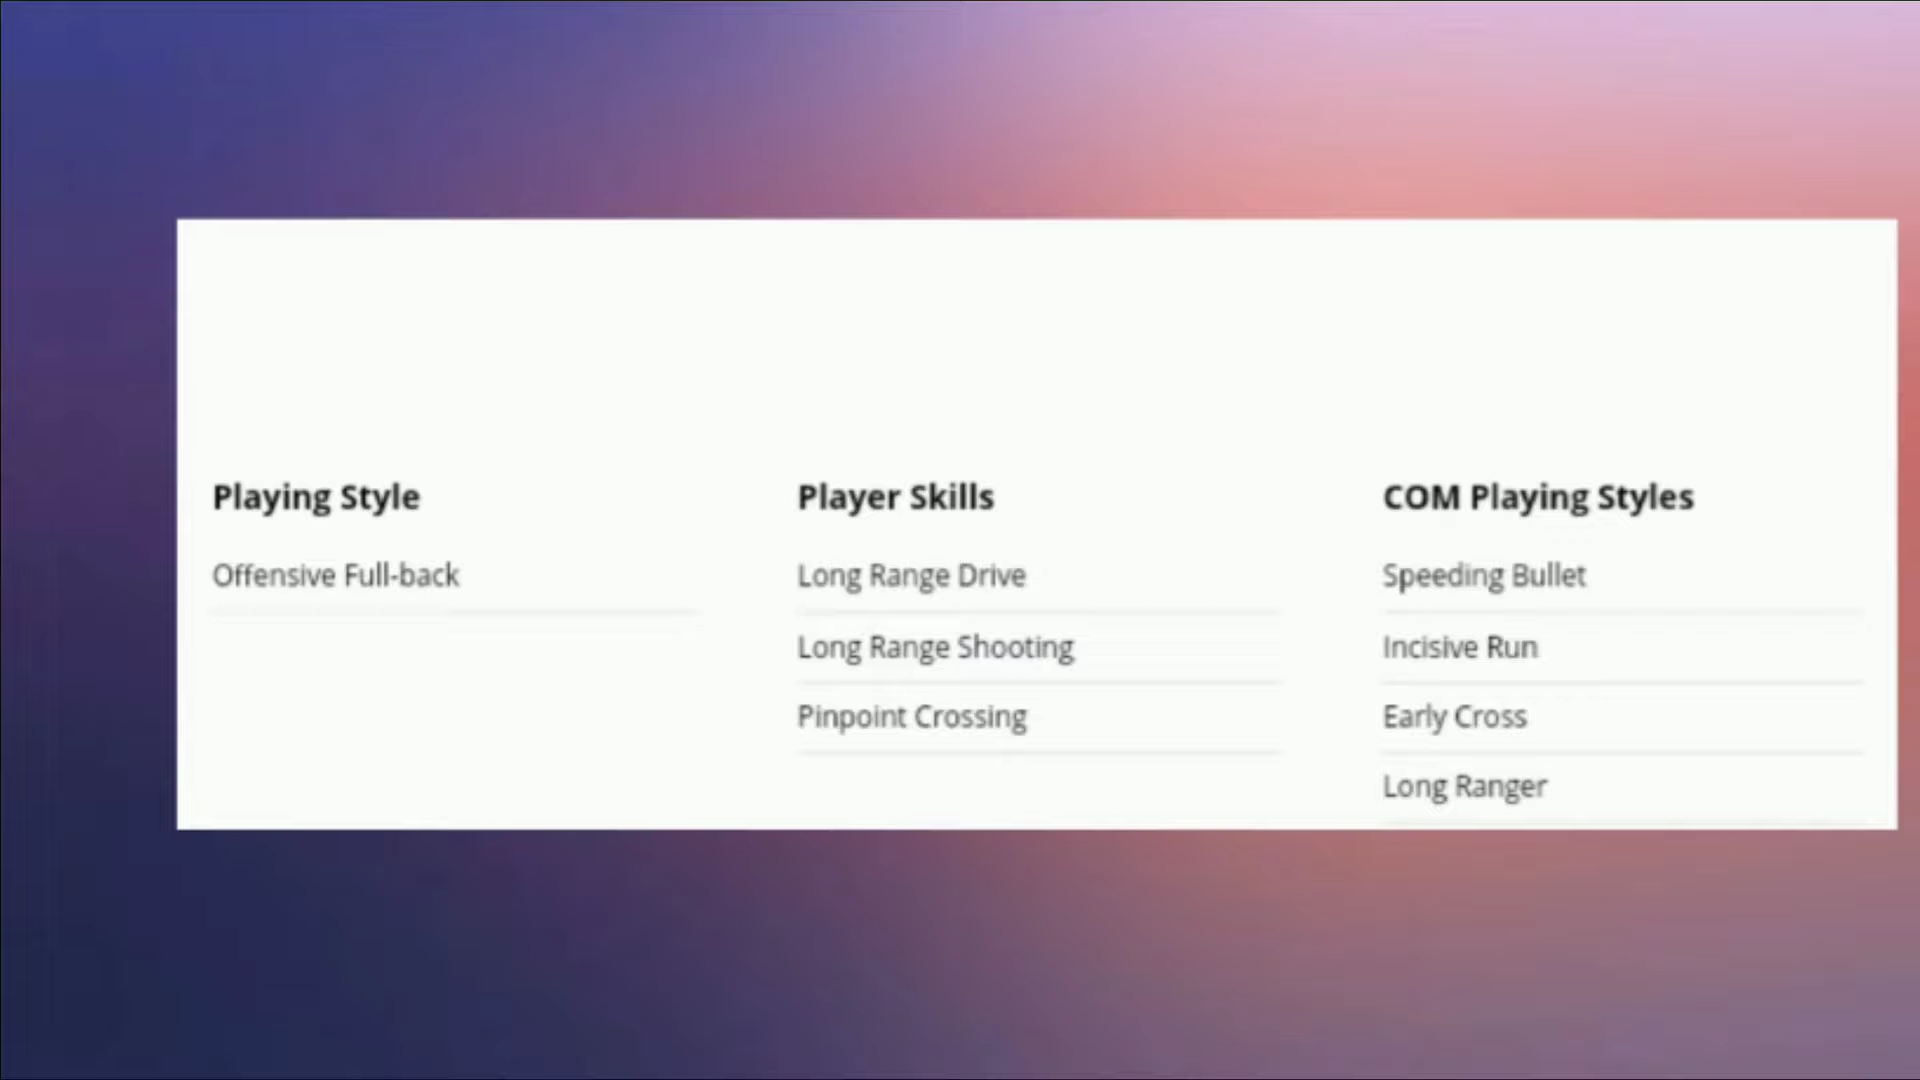 Playing Style
Offensive Full-back
Player Skills
Long Range Drive
Long Range Shooting
Pinpoint Crossing
COM Playing Styles
Speeding Bullet
Incisive Run
Early Cross
Long Ranger